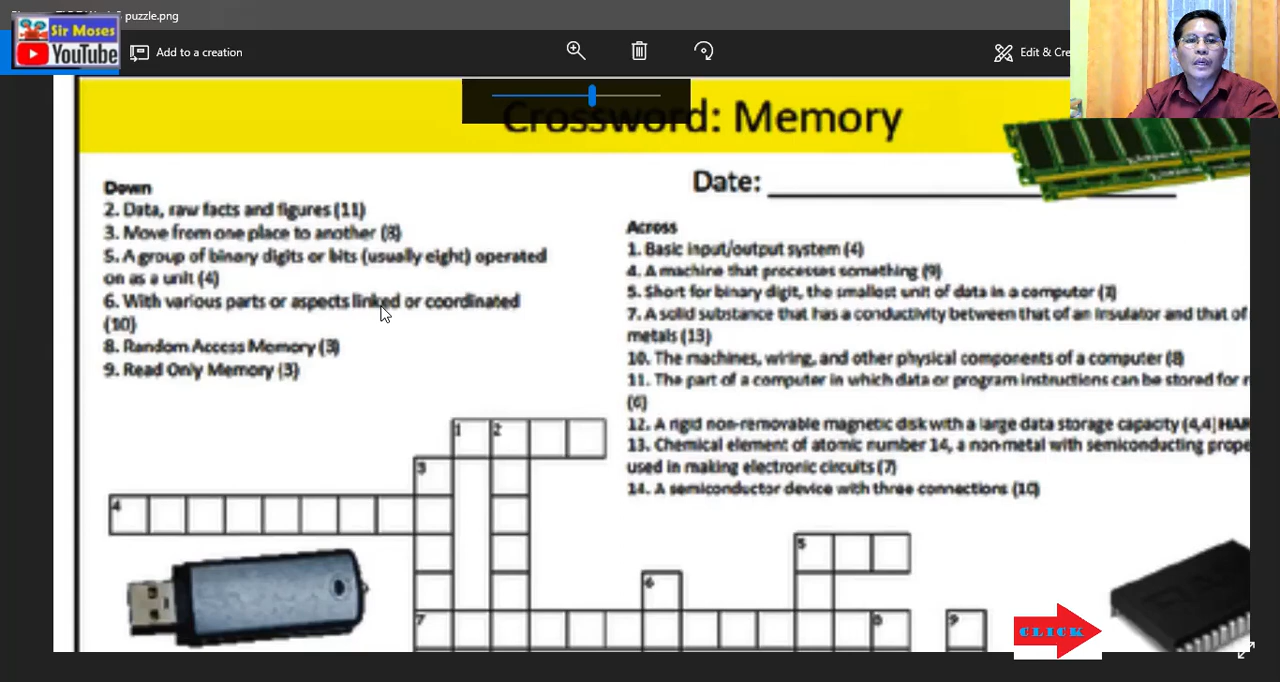 puzzle.png
Sir Moses
YouTube
Add to a creation
Edit & Cre
Crossword: Memory
Date:
Down
2. Data, raw facts and figures (11)
3. Move from one place to another (8)
5. A group of binary digits or bits (usually eight) operated
on as a unit (4)
6. With various parts or aspects linked or coordinated
(10)
8. Random Access Memory (3)
9. Read Only Memory (3)
Across
1. Basic input/output system (4)
4. A machine that processes something (9)
5. Short for binary digit, the smallest unit of data in a computer (3)
7. A solid substance that has a conductivity between that of an insulator and that of
metals (13)
10. The machines, wiring, and other physical components of a computer (8)
11. The part of a computer in which data or program instructions can be stored for
(6)
12. A rigid non-removable magnetic disk with a large data storage capacity (4,4)
13. Chemical element of atomic number 14, a non-metal with semiconducting prope
used in making electronic circuits (7)
14. A semiconductor device with three connections (10)
1 2
3
4
5
6
7 8 9
CLICK